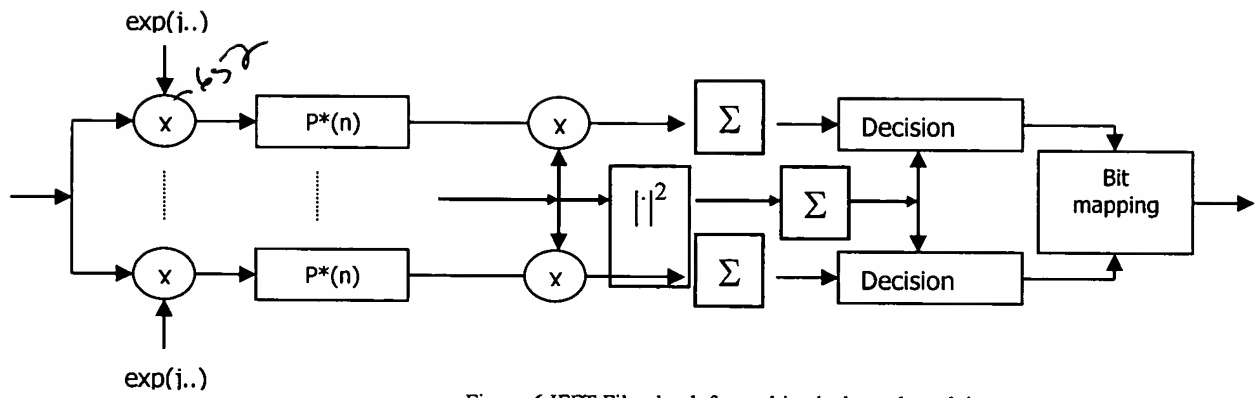 exp(j..)
x
P*(n)
x
Σ
Decision
|·|²
Σ
Bit
mapping
x
P*(n)
x
Σ
Decision
exp(j..)